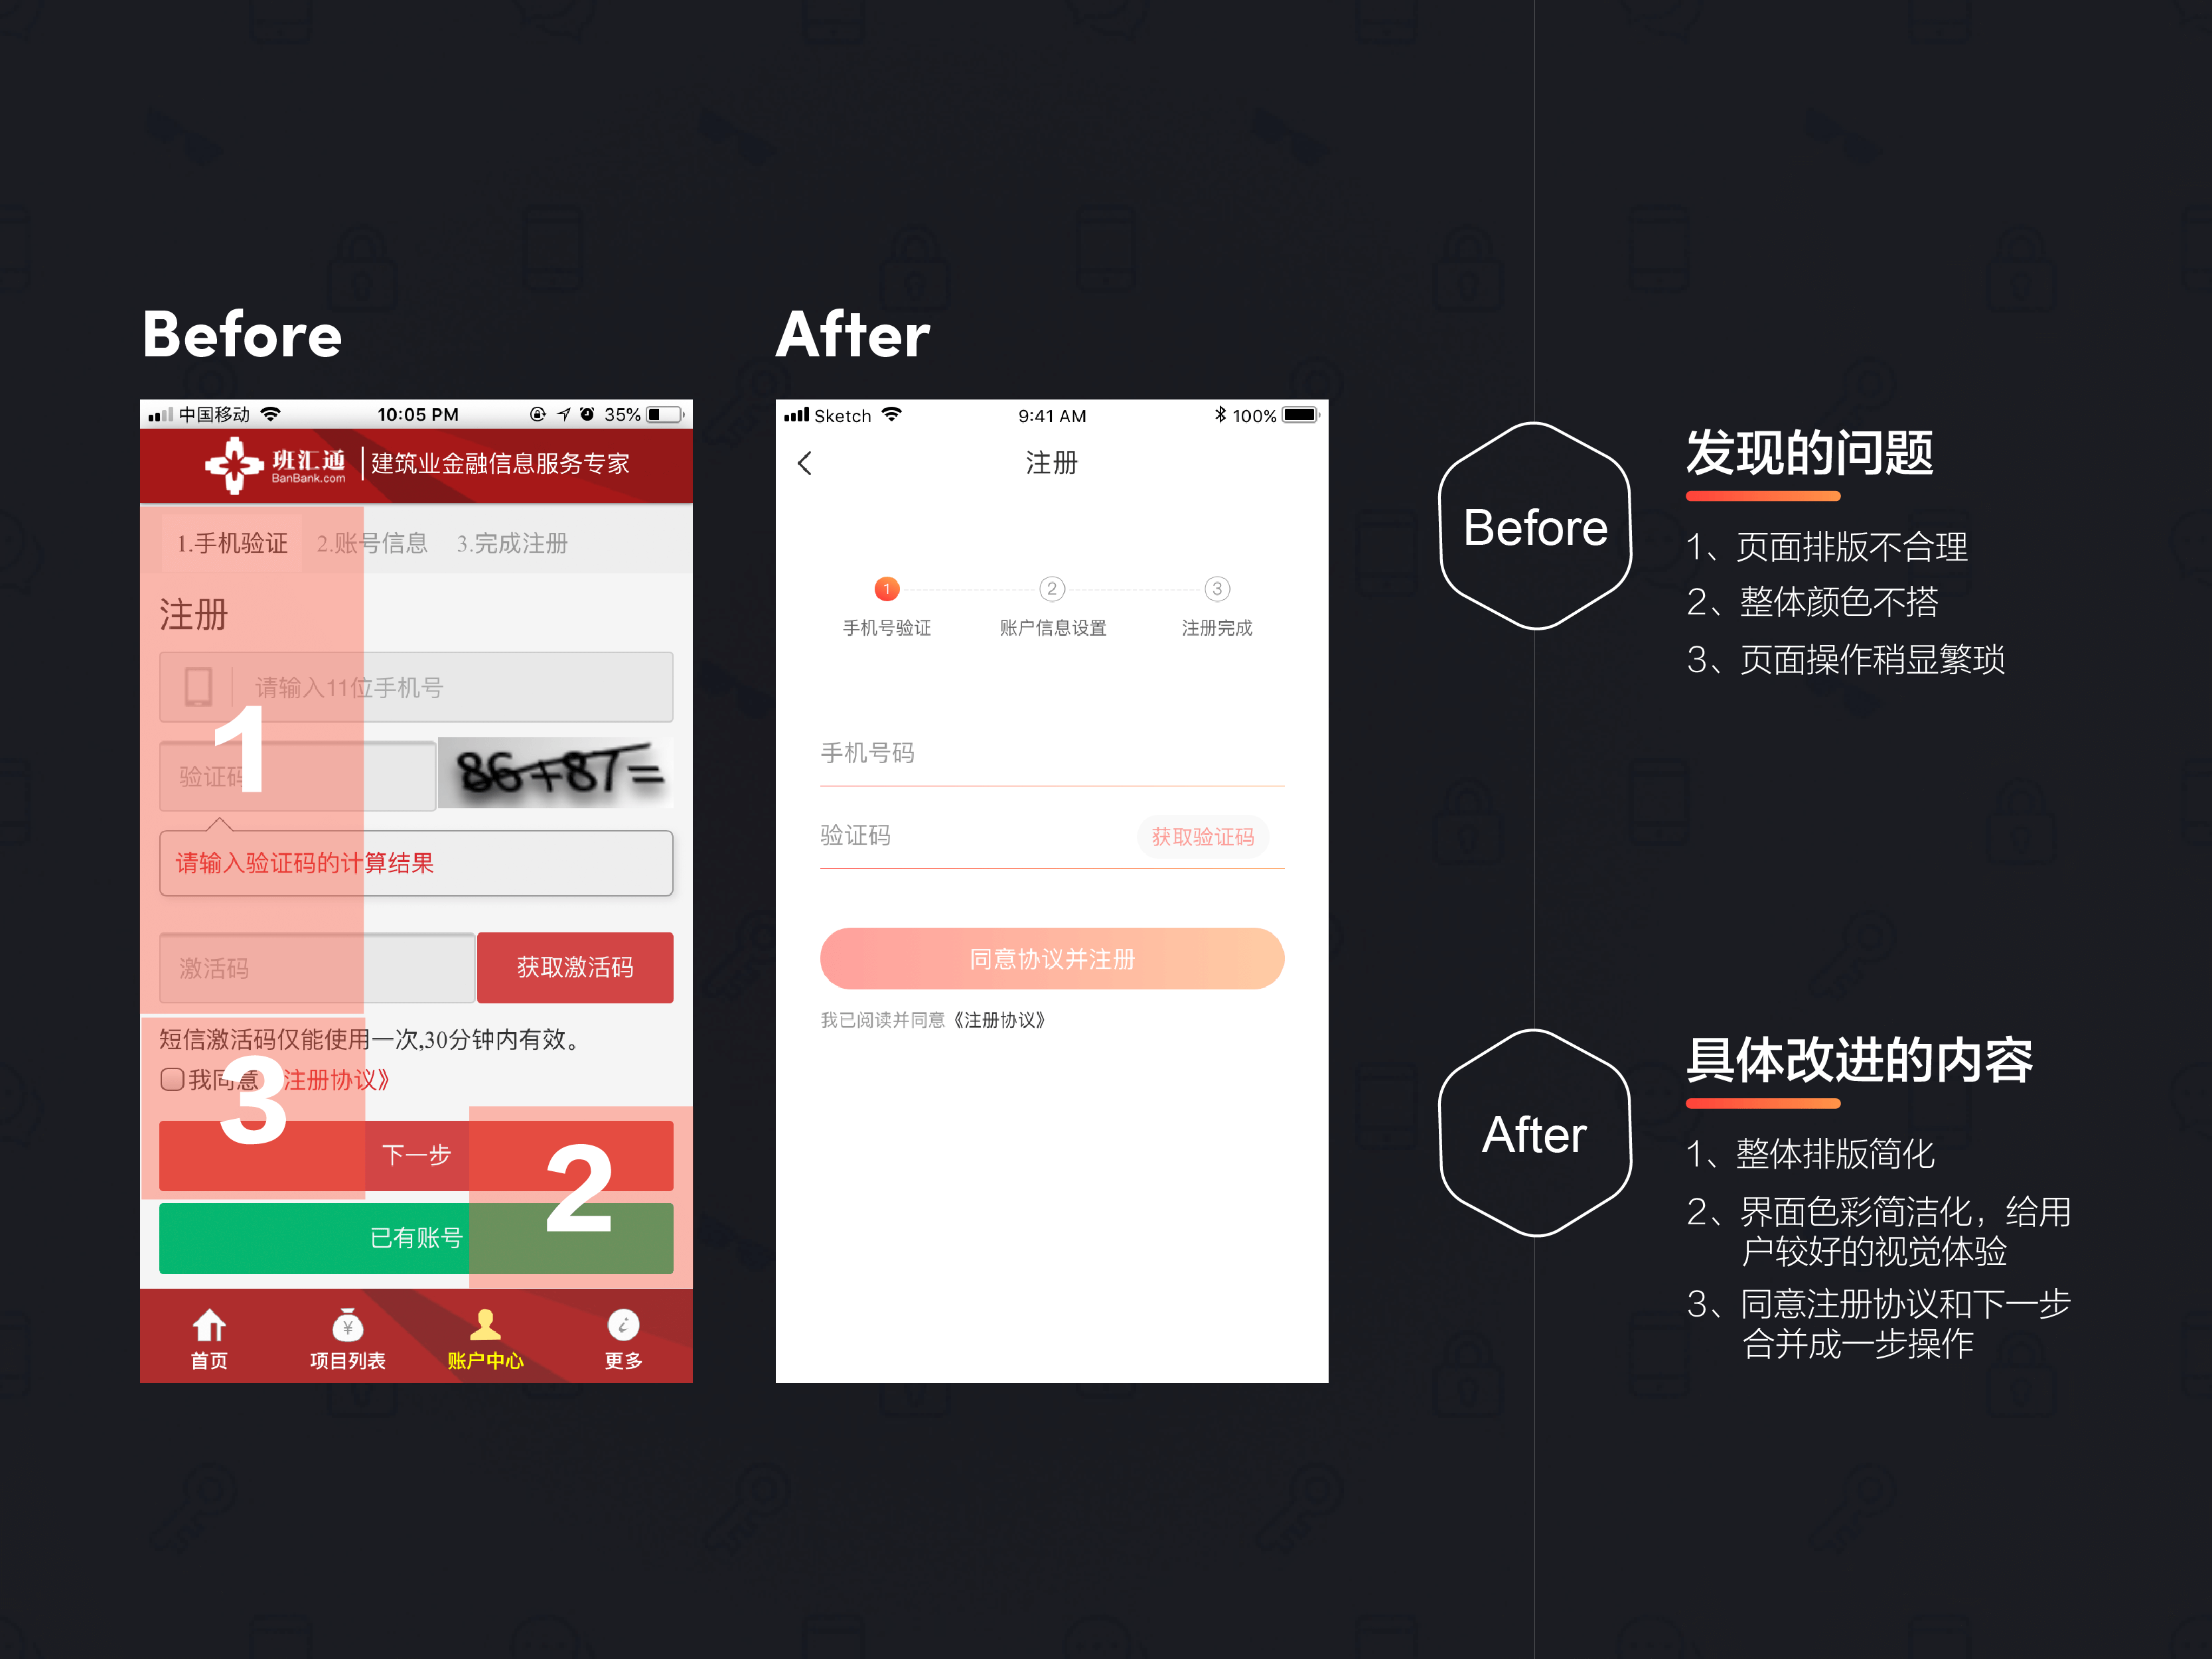 Before
中国移动
10:05 PM
35%
班汇通
BanBank.com
建筑业金融信息服务专家
1.手机验证 2.账号信息 3.完成注册
注册
请输入11位手机号
1
验证码
86+87=
请输入验证码的计算结果
激活码
获取激活码
短信激活码仅能使用一次,30分钟内有效。
我同意
注册协议》
3
下一步
2
已有账号
首页
项目列表
账户中心
更多
After
Sketch
9:41 AM
100%
注册
1
2
3
手机号验证
账户信息设置
注册完成
手机号码
验证码
获取验证码
同意协议并注册
我已阅读并同意《注册协议》
Before
发现的问题
1、页面排版不合理
2、整体颜色不搭
3、页面操作稍显繁琐
After
具体改进的内容
1、整体排版简化
2、界面色彩简洁化，给用
户较好的视觉体验
3、同意注册协议和下一步
合并成一步操作